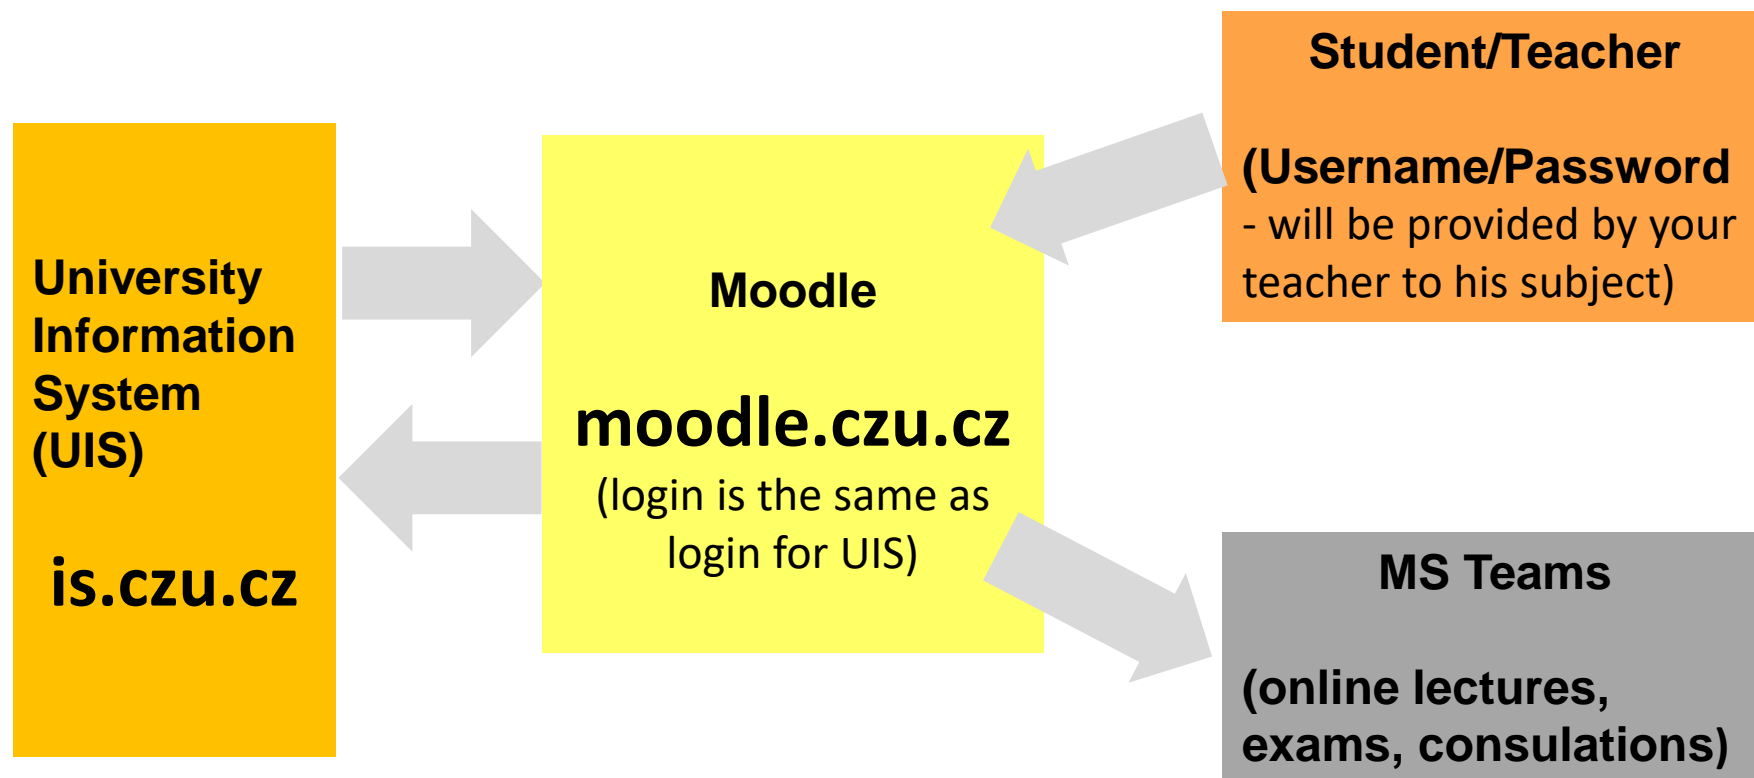 University
Information
System
(UIS)
is.czu.cz
Moodle
moodle.czu.cz
(login is the same as
login for UIS)
Student/Teacher
(Username/Password
- will be provided by your
teacher to his subject)
MS Teams
(online lectures,
exams, consulations)